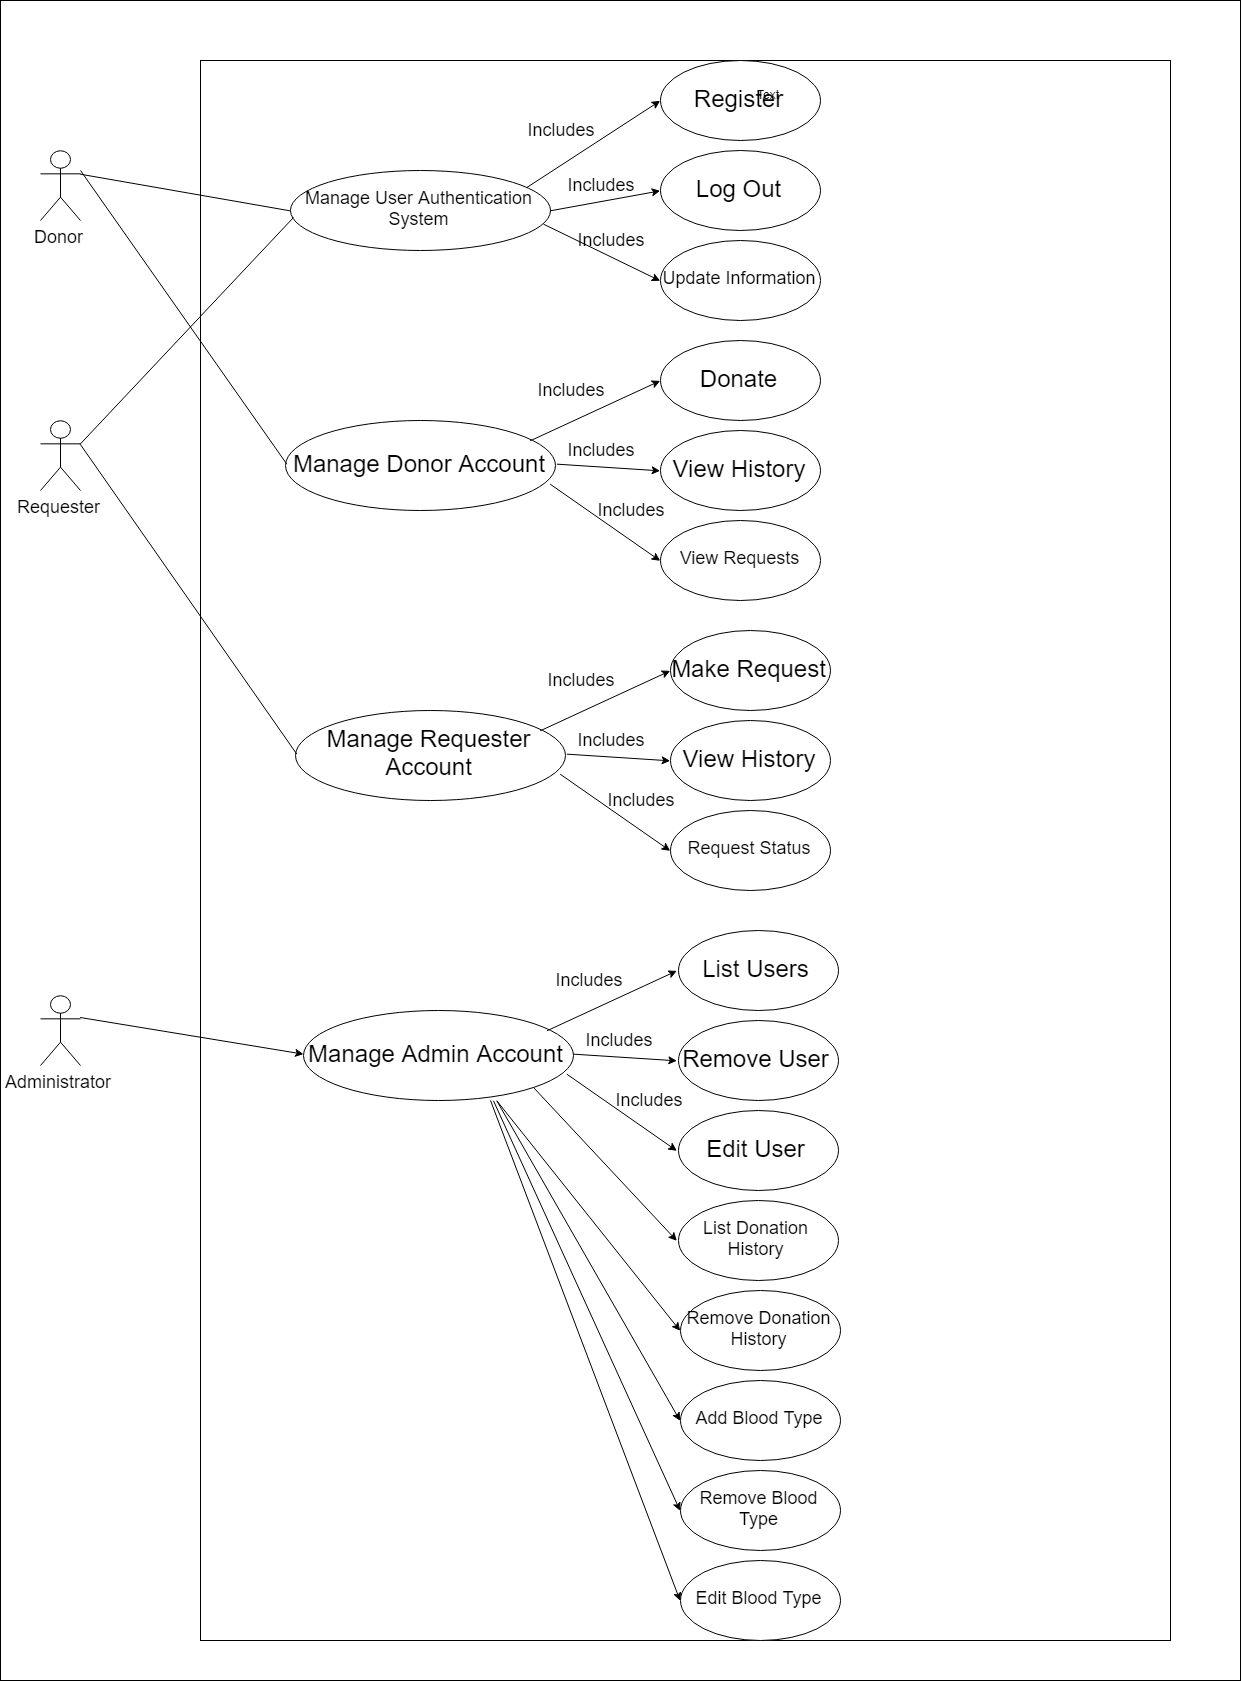 Register
Text
Includes
Log Out
Includes
Manage User Authentication
System
Donor
Includes
Update Information
Donate
Includes
Includes
Manage Donor Account
View History
Requester
Includes
View Requests
Make Request
Includes
Includes
Manage Requester
Account
View History
Includes
Request Status
List Users
Includes
Includes
Manage Admin Account
Remove User
Administrator
Includes
Edit User
List Donation
History
Remove Donation
History
Add Blood Type
Remove Blood
Type
Edit Blood Type